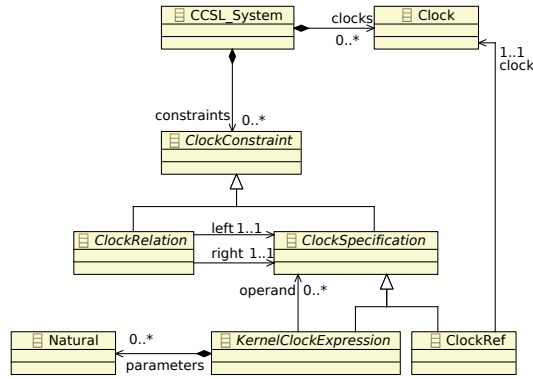 CCSL_System
clocks
0..*
Clock
1..1
clock
constraints
0..*
ClockConstraint
ClockRelation
left 1..1
right 1..1
ClockSpecification
operand 0..*
Natural
0..*
parameters
KernelClockExpression
ClockRef